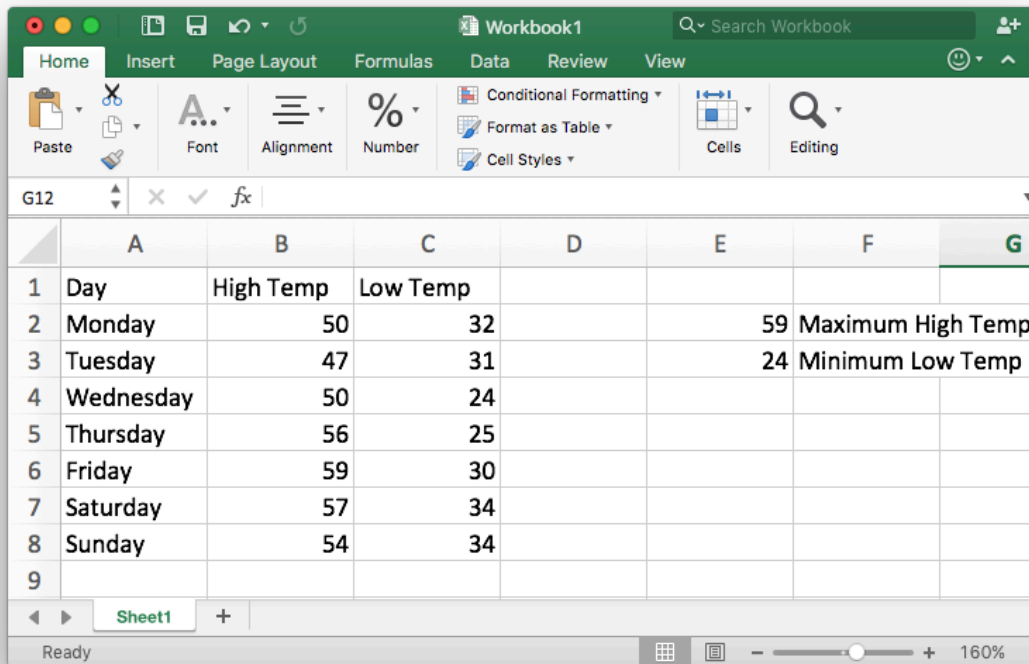 Workbook1
Search Workbook
Home Insert Page Layout Formulas Data Review View
Paste
A...
Font
Alignment
%
Number
Conditional Formatting
Format as Table
Cell Styles
Cells
Editing
G12 fx
A B C D E F G
1 Day High Temp Low Temp
2 Monday 50 32 59 Maximum High Temp
3 Tuesday 47 31 24 Minimum Low Temp
4 Wednesday 50 24
5 Thursday 56 25
6 Friday 59 30
7 Saturday 57 34
8 Sunday 54 34
9
Sheet1 +
Ready − + 160%